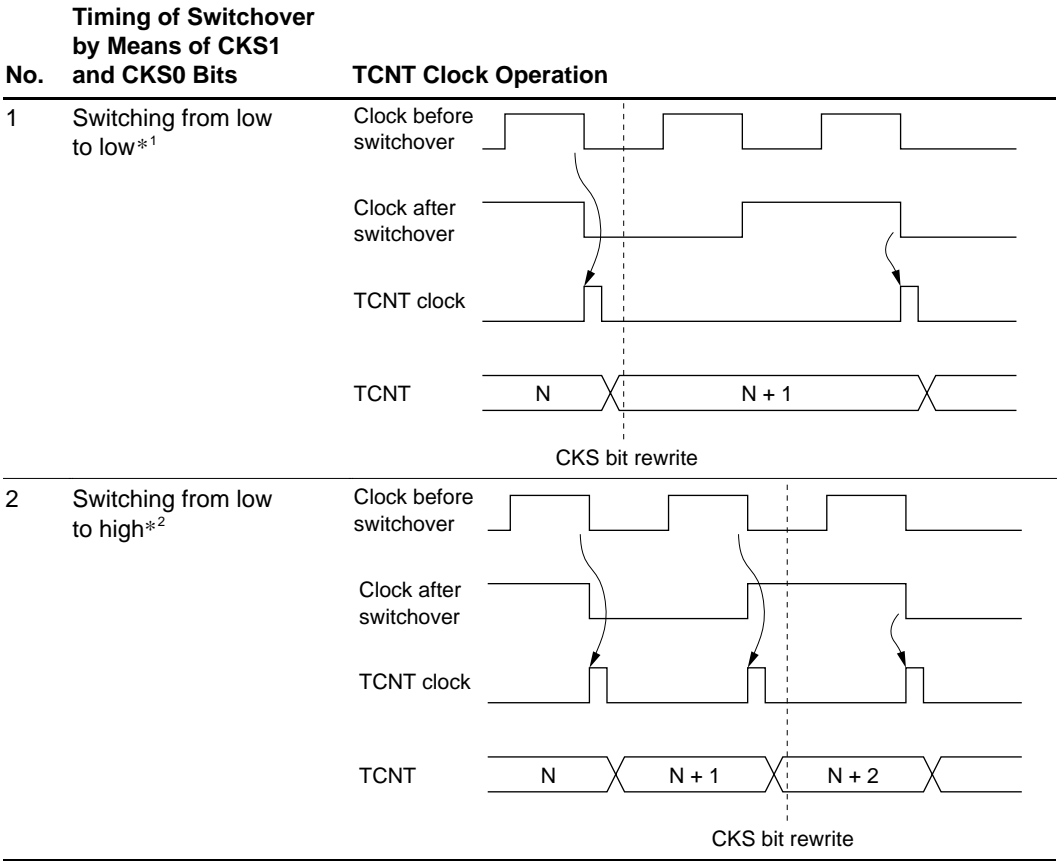 Timing of Switchover
by Means of CKS1
No. and CKS0 Bits TCNT Clock Operation
1 Switching from low
to low*1
Clock before
switchover
Clock after
switchover
TCNT clock
TCNT N N + 1
CKS bit rewrite
2 Switching from low
to high*2
Clock before
switchover
Clock after
switchover
TCNT clock
TCNT N N + 1 N + 2
CKS bit rewrite